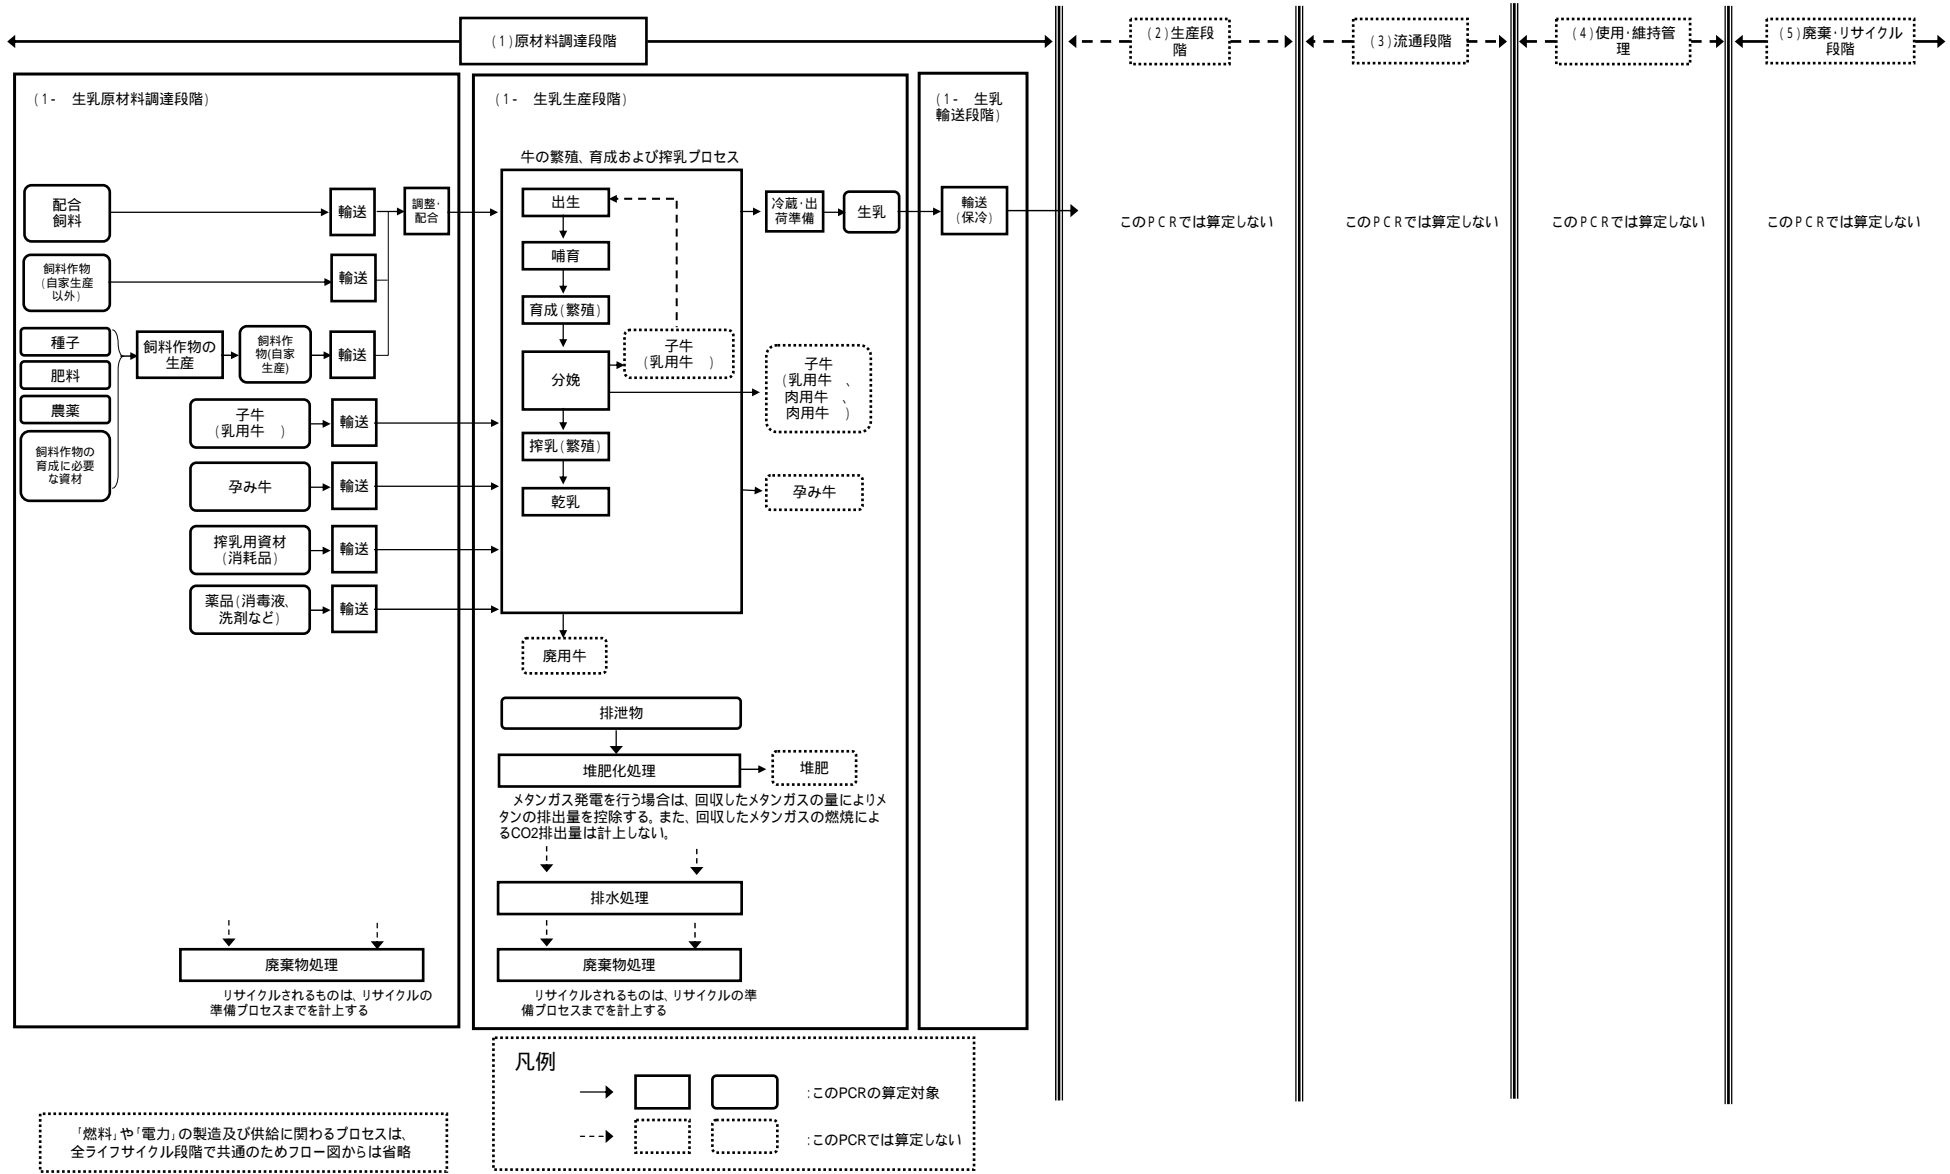 (1)原材料調達段階
(2)生産段
階
(3)流通段階
(4)使用・維持管
理
(5)廃棄・リサイクル
段階
(1-　生乳原材料調達段階)
配合
飼料
輸送
調整・
配合
飼料作物
(自家生産
以外)
輸送
種子
肥料
農薬
飼料作物の
育成に必要
な資材
飼料作物の
生産
飼料作
物(自家
生産)
輸送
子牛
(乳用牛　)
輸送
孕み牛
輸送
搾乳用資材
(消耗品)
輸送
薬品(消毒液、
洗剤など)
輸送
廃棄物処理
リサイクルされるものは、リサイクルの
準備プロセスまでを計上する
(1-　生乳生産段階)
牛の繁殖、育成および搾乳プロセス
出生
哺育
育成(繁殖)
分娩
搾乳(繁殖)
乾乳
子牛
(乳用牛　)
冷蔵・出
荷準備
生乳
子牛
(乳用牛　、
肉用牛　、
肉用牛　)
孕み牛
廃用牛
排泄物
堆肥化処理
堆肥
メタンガス発電を行う場合は、回収したメタンガスの量によりメ
タンの排出量を控除する。また、回収したメタンガスの燃焼によ
るCO2排出量は計上しない。
排水処理
廃棄物処理
リサイクルされるものは、リサイクルの準
備プロセスまでを計上する
(1-　生乳
輸送段階)
輸送
(保冷)
このPCRでは算定しない
このPCRでは算定しない
このPCRでは算定しない
このPCRでは算定しない
凡例
:このPCRの算定対象
:このPCRでは算定しない
「燃料」や「電力」の製造及び供給に関わるプロセスは、
全ライフサイクル段階で共通のためフロー図からは省略